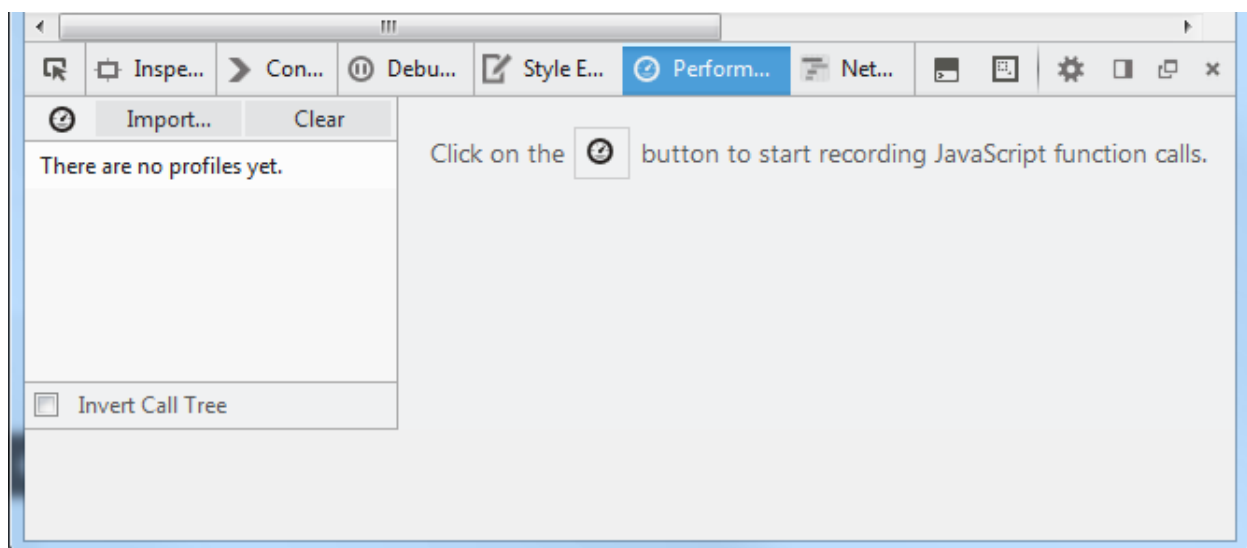 Inspe... Con... Debu... Style E... Perform... Net...
Import... Clear
There are no profiles yet.
Click on the button to start recording JavaScript function calls.
Invert Call Tree